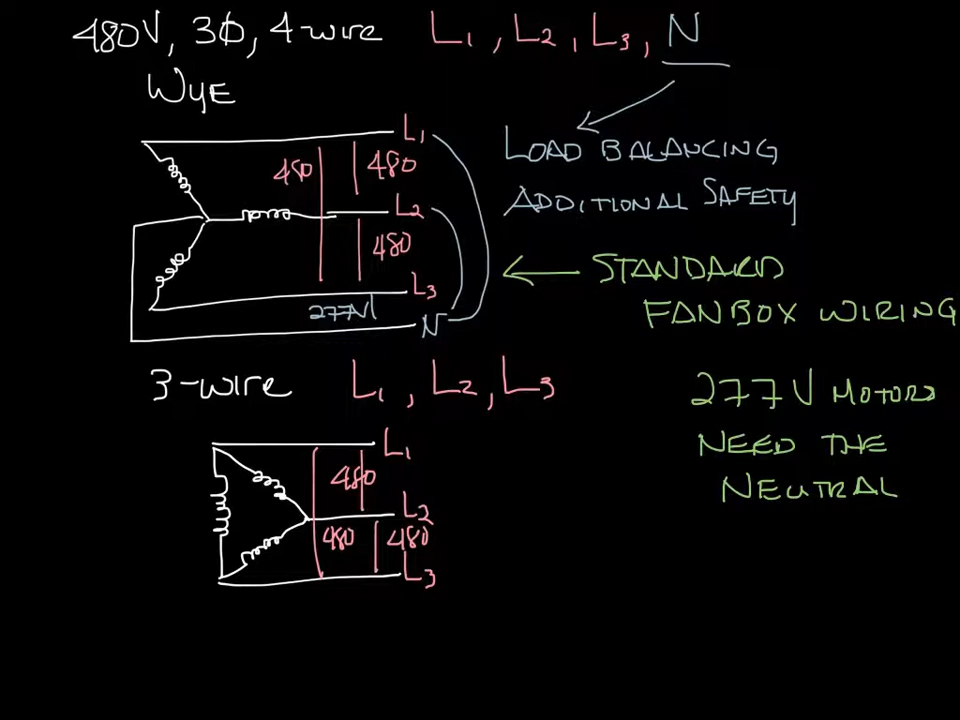 480V, 3Ø, 4-wire L1, L2, L3, N
WYE
L1
LOAD BALANCING
480 480
ADDITIONAL SAFETY
L2
480
STANDARD
L3
277V
N
FANBOX WIRING
3-wire L1, L2, L3
277V MOTORS
L1
NEED THE
480
NEUTRAL
L2
480 480
L3